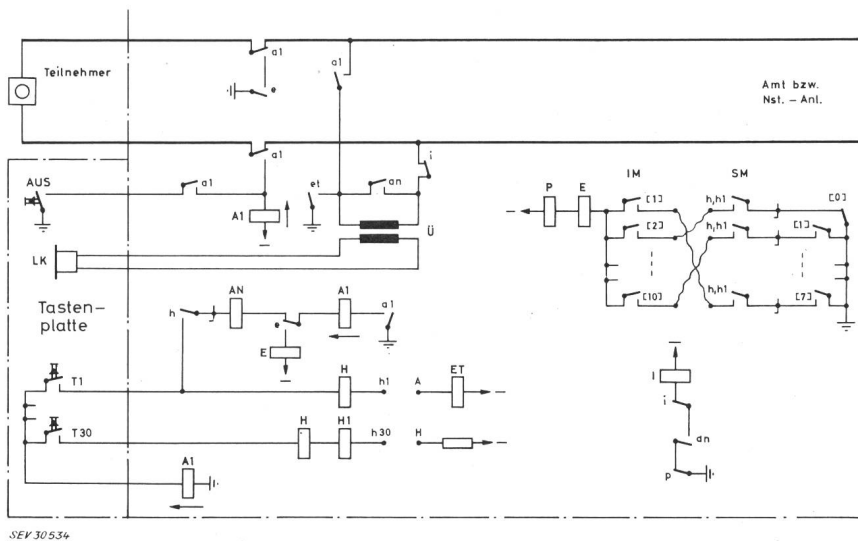 Teilnehmer
a1
e
a1
Amt bzw.
Nst. – Anl.
a1
i
AUS
a1
et
an
A1
Ü
LK
P
E
IM
SM
[1]
h,h1
[0]
[2]
h,h1
[1]
[10]
h,h1
[7]
Tasten-
platte
h
AN
e
A1
a1
E
T1
H
h1
A
ET
I
i
T30
H
H1
h30
H
an
p
A1
SEV 30534